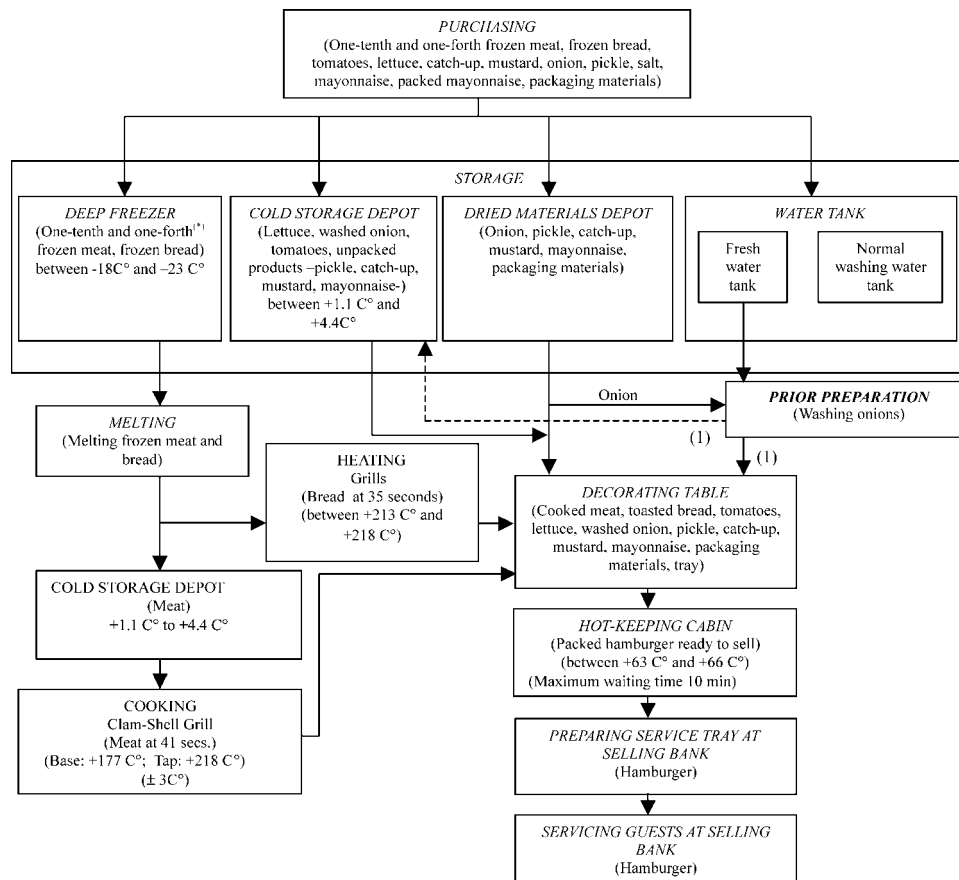 PURCHASING
(One-tenth and one-forth frozen meat, frozen bread,
tomatoes, lettuce, catch-up, mustard, onion, pickle, salt,
mayonnaise, packed mayonnaise, packaging materials)
STORAGE
DEEP FREEZER
(One-tenth and one-forth(*)
frozen meat, frozen bread)
between -18C° and –23 C°
COLD STORAGE DEPOT
(Lettuce, washed onion,
tomatoes, unpacked
products –pickle, catch-up,
mustard, mayonnaise-)
between +1.1 C° and
+4.4C°
DRIED MATERIALS DEPOT
(Onion, pickle, catch-up,
mustard, mayonnaise,
packaging materials)
WATER TANK
Fresh
water
tank
Normal
washing water
tank
Onion
PRIOR PREPARATION
(Washing onions)
(1)
(1)
MELTING
(Melting frozen meat and
bread)
HEATING
Grills
(Bread at 35 seconds)
(between +213 C° and
+218 C°)
DECORATING TABLE
(Cooked meat, toasted bread, tomatoes,
lettuce, washed onion, pickle, catch-up,
mustard, mayonnaise, packaging
materials, tray)
COLD STORAGE DEPOT
(Meat)
+1.1 C° to +4.4 C°
HOT-KEEPING CABIN
(Packed hamburger ready to sell)
(between +63 C° and +66 C°)
(Maximum waiting time 10 min)
COOKING
Clam-Shell Grill
(Meat at 41 secs.)
(Base: +177 C°; Tap: +218 C°)
(± 3C°)
PREPARING SERVICE TRAY AT
SELLING BANK
(Hamburger)
SERVICING GUESTS AT SELLING
BANK
(Hamburger)